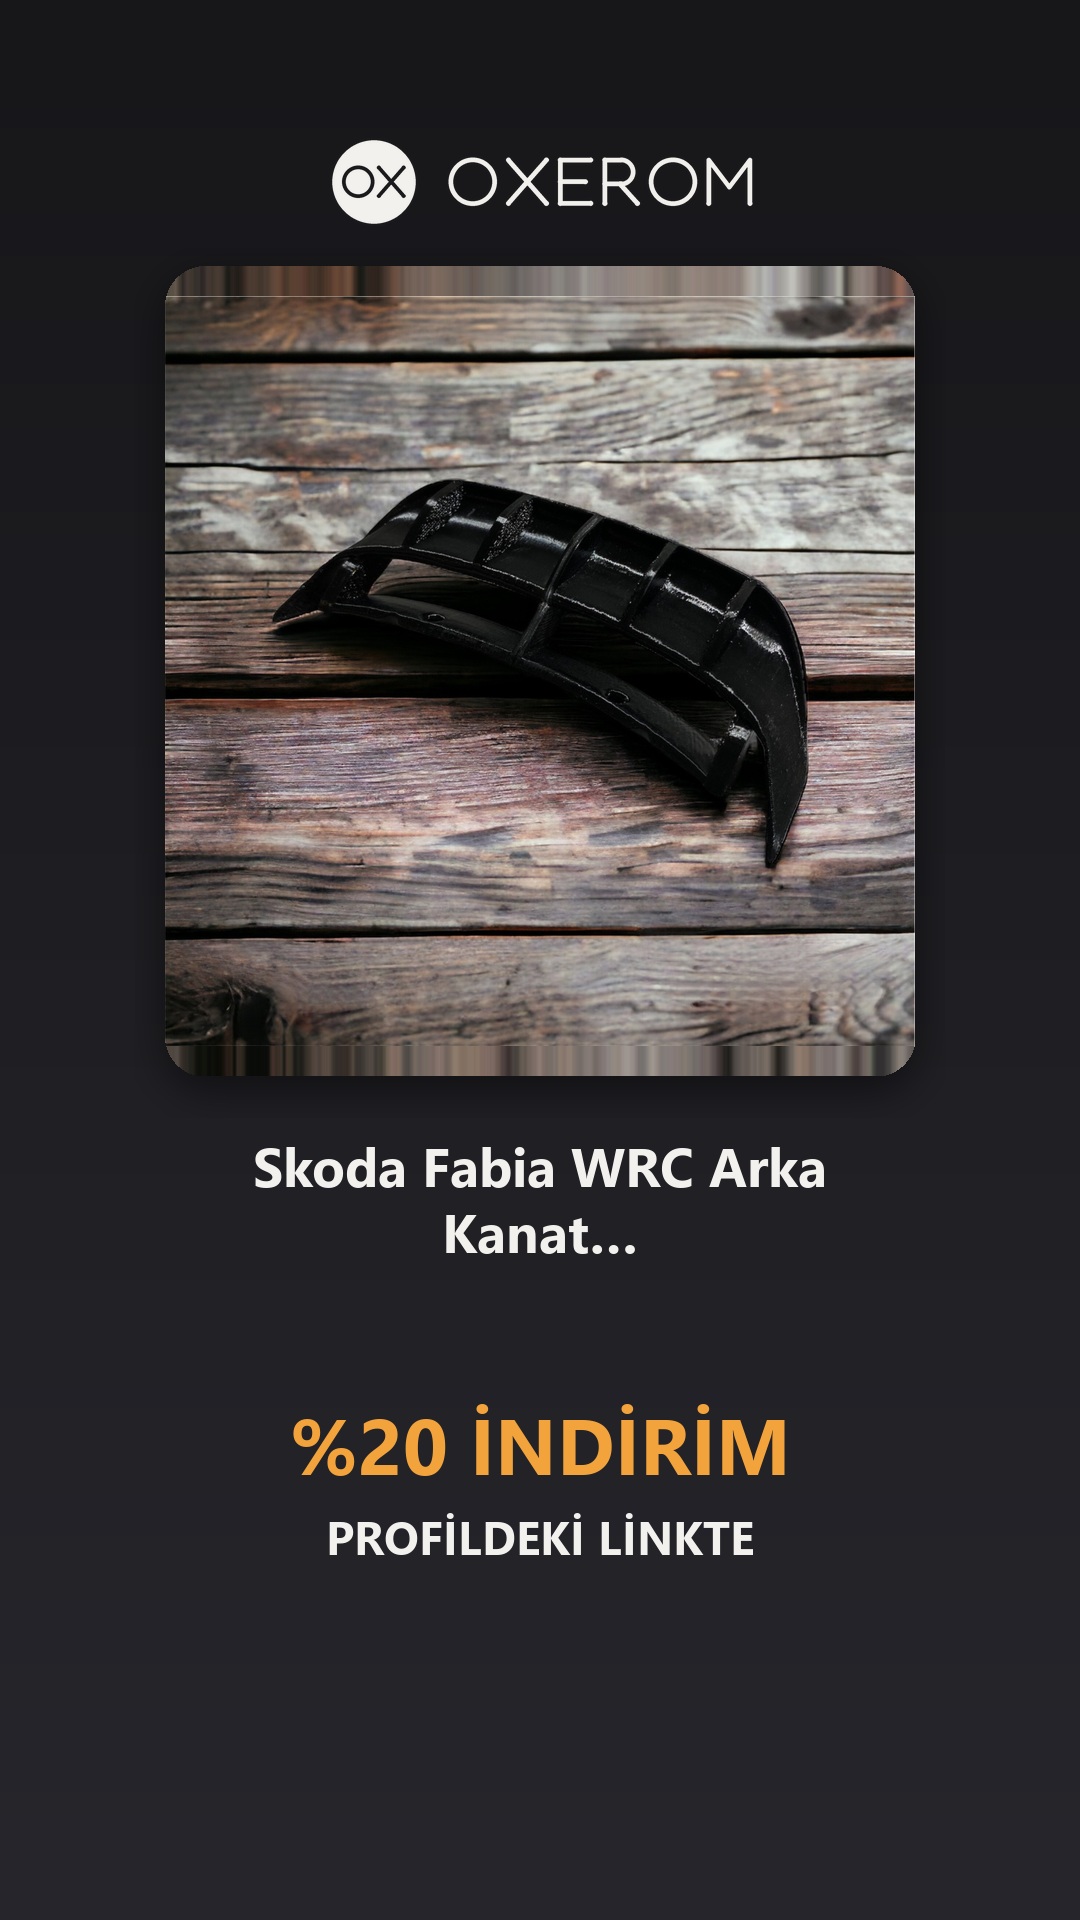 OX OXEROM
Skoda Fabia WRC Arka
Kanat...
%20 İNDİRİM
PROFİLDEKİ LİNKTE